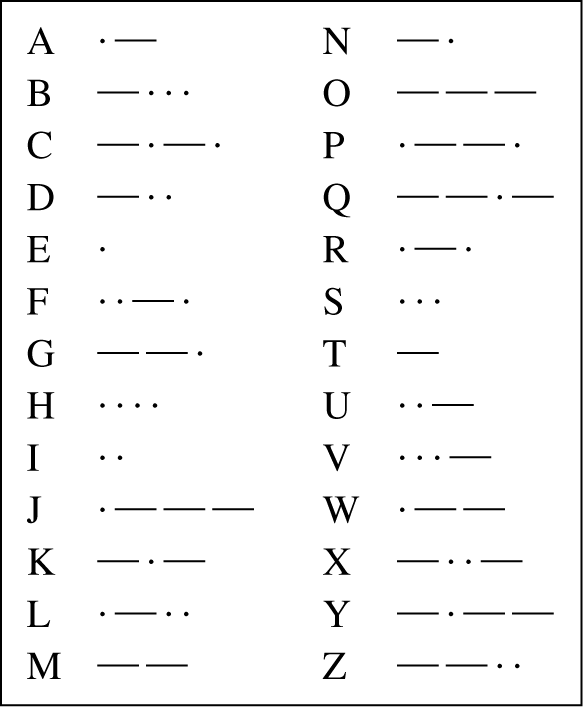 A ·— N —·
B —··· O ———
C —·—· P ·——·
D —·· Q ——·—
E · R ·—·
F ··—· S ···
G ——· T —
H ···· U ··—
I ·· V ···—
J ·——— W ·——
K —·— X —··—
L ·—·· Y —·——
M —— Z ——··